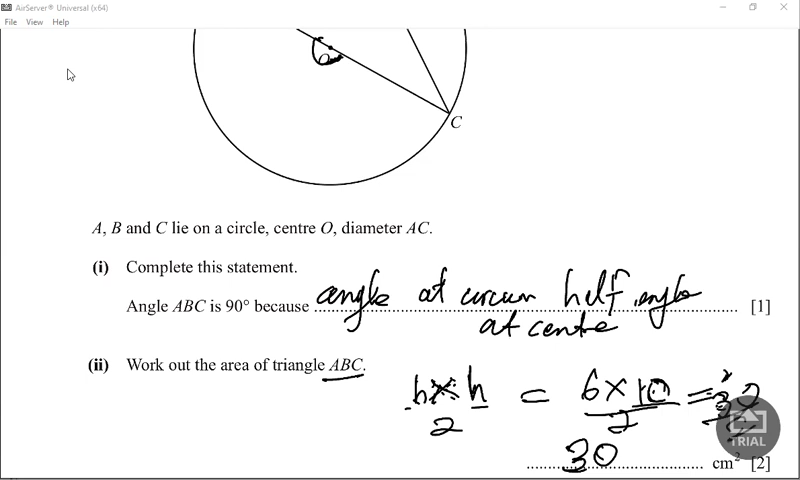 AirServer® Universal (x64)
File View Help
O
C
A, B and C lie on a circle, centre O, diameter AC.
(i) Complete this statement.
Angle ABC is 90° because angle at circum half angle [1]
at centre
(ii) Work out the area of triangle ABC.
b × h = 6 × 10 =
2 2
30 cm² [2]
TRIAL